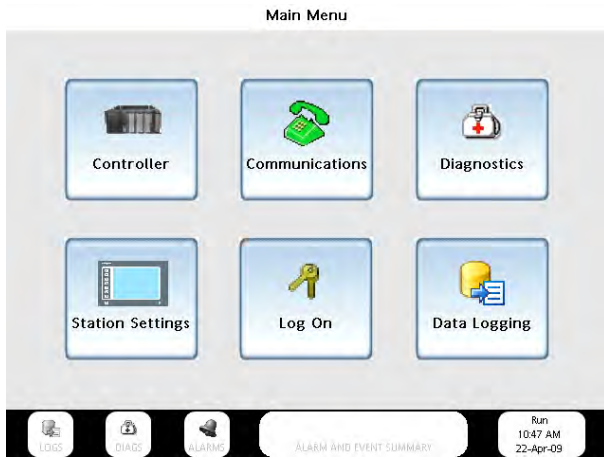 Main Menu
Controller
Communications
Diagnostics
Station Settings
Log On
Data Logging
LOGS
DIAGS
ALARMS
ALARM AND EVENT SUMMARY
Run
10:47 AM
22-Apr-09